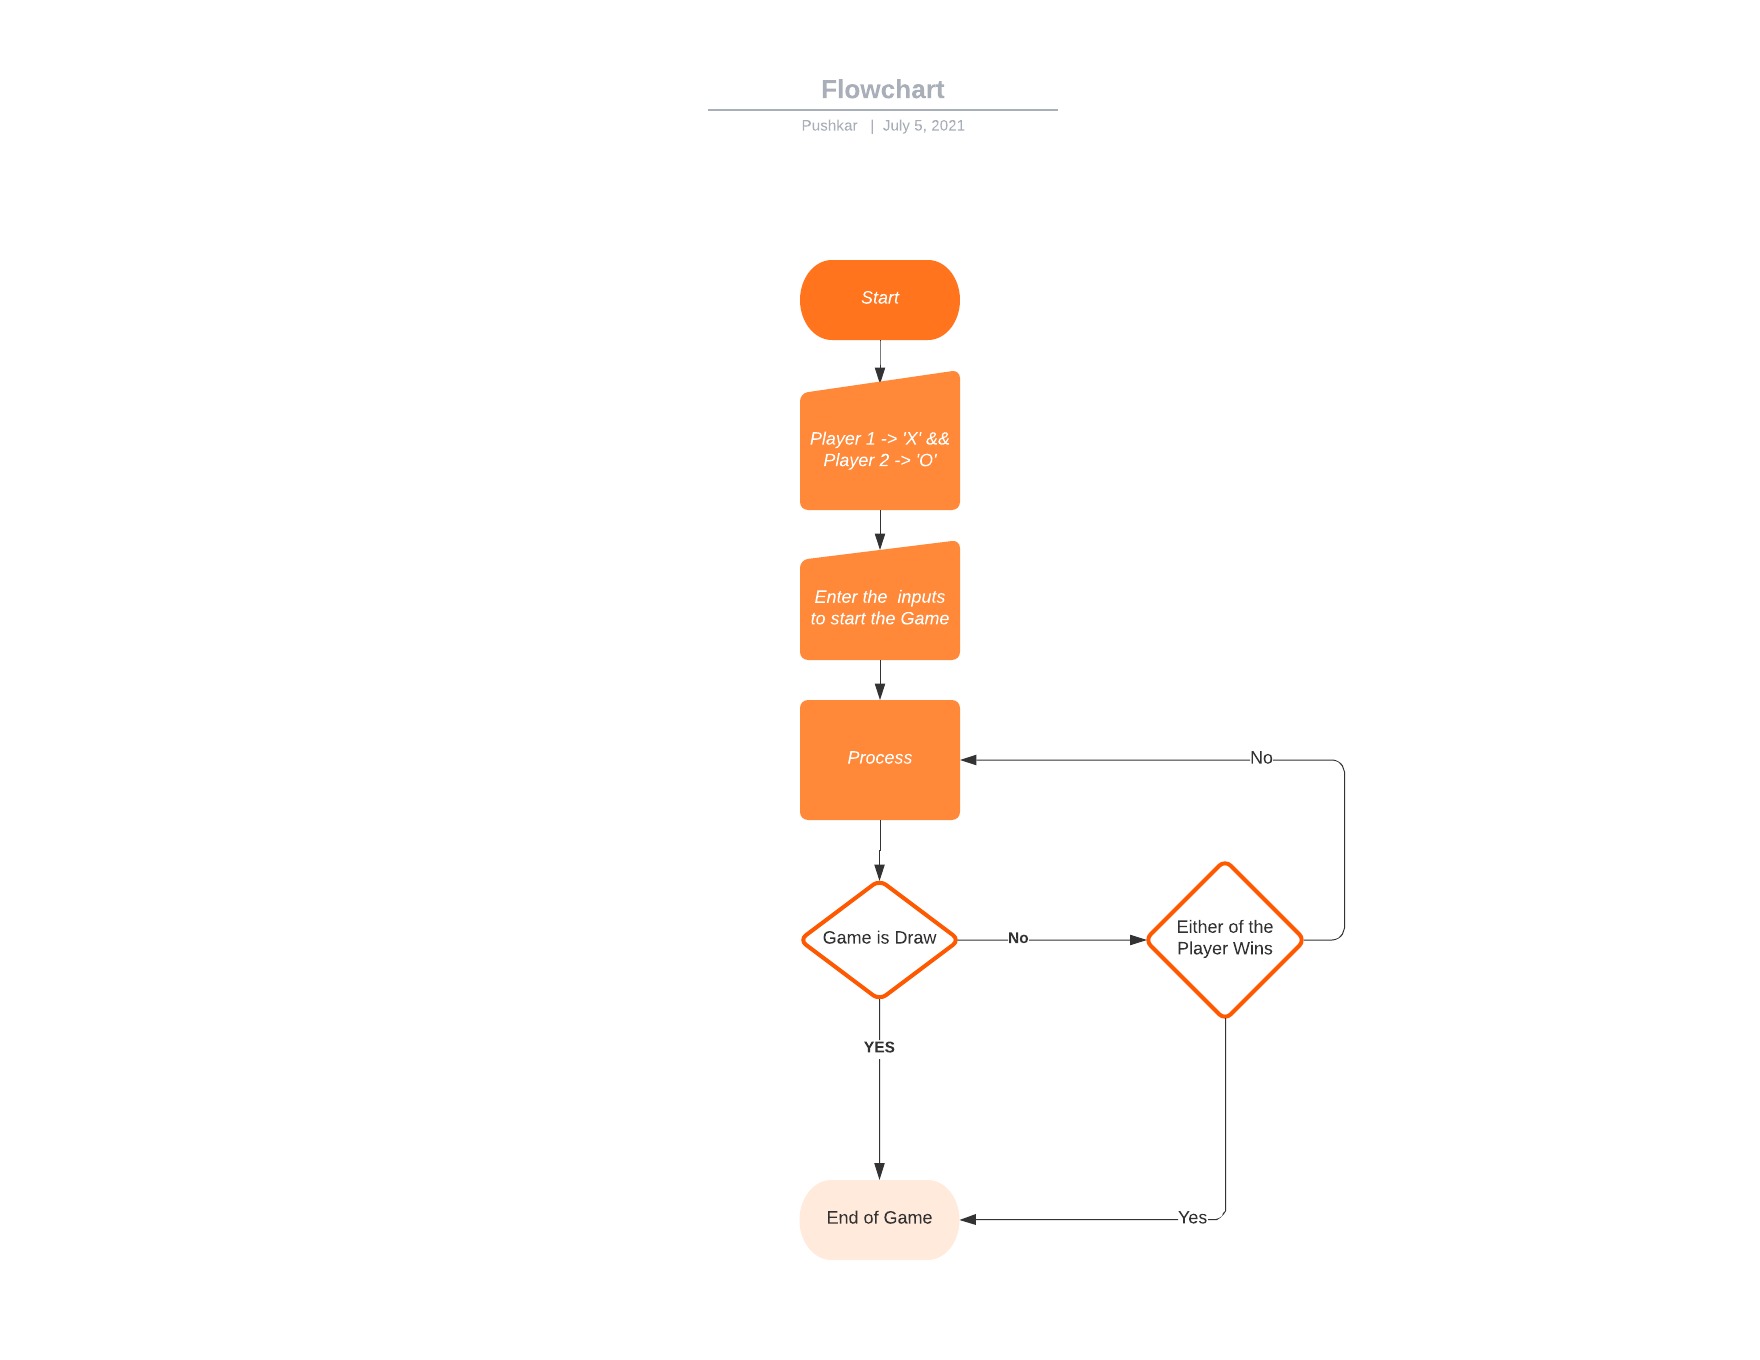 Flowchart
Pushkar | July 5, 2021
Start
Player 1 -> 'X' &&
Player 2 -> 'O'
Enter the  inputs
to start the Game
Process
No
Game is Draw
No
Either of the
Player Wins
YES
End of Game
Yes